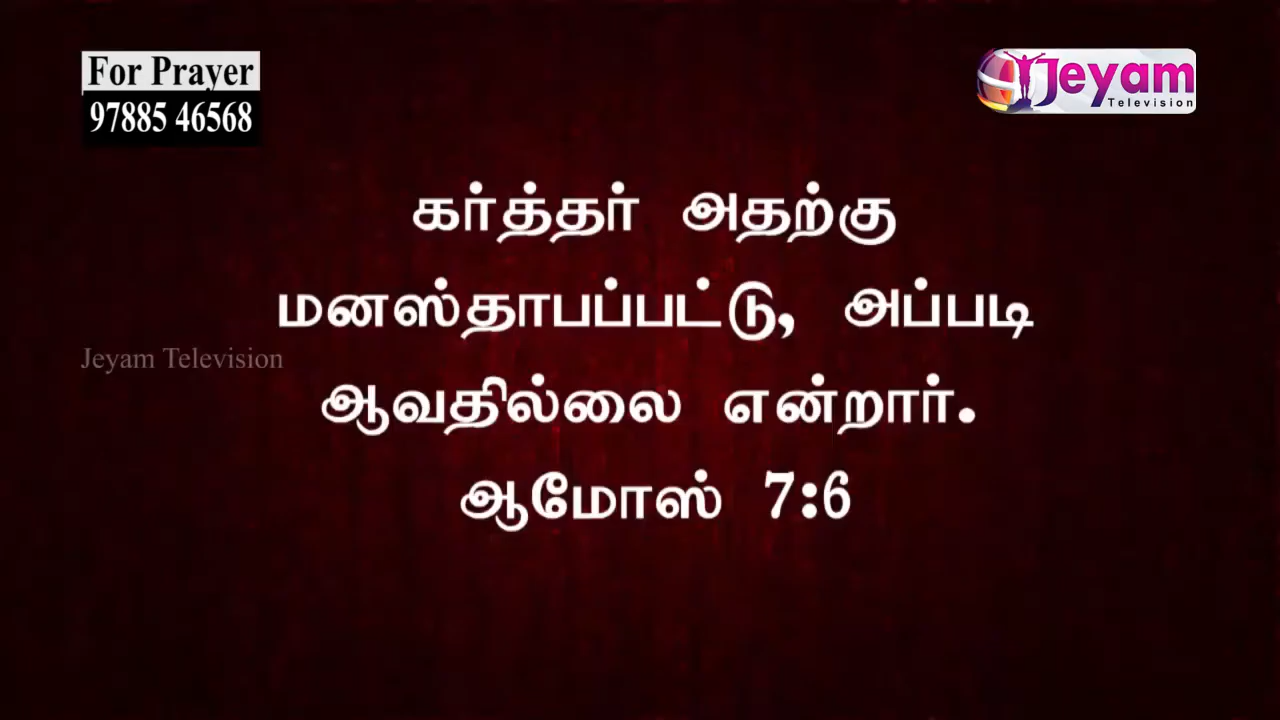 For Prayer
97885 46568
Jeyam
Television
கர்த்தர் அதற்கு
மனஸ்தாபப்பட்டு, அப்படி
Jeyam Television
ஆவதில்லை என்றார்.
ஆமோஸ் 7:6